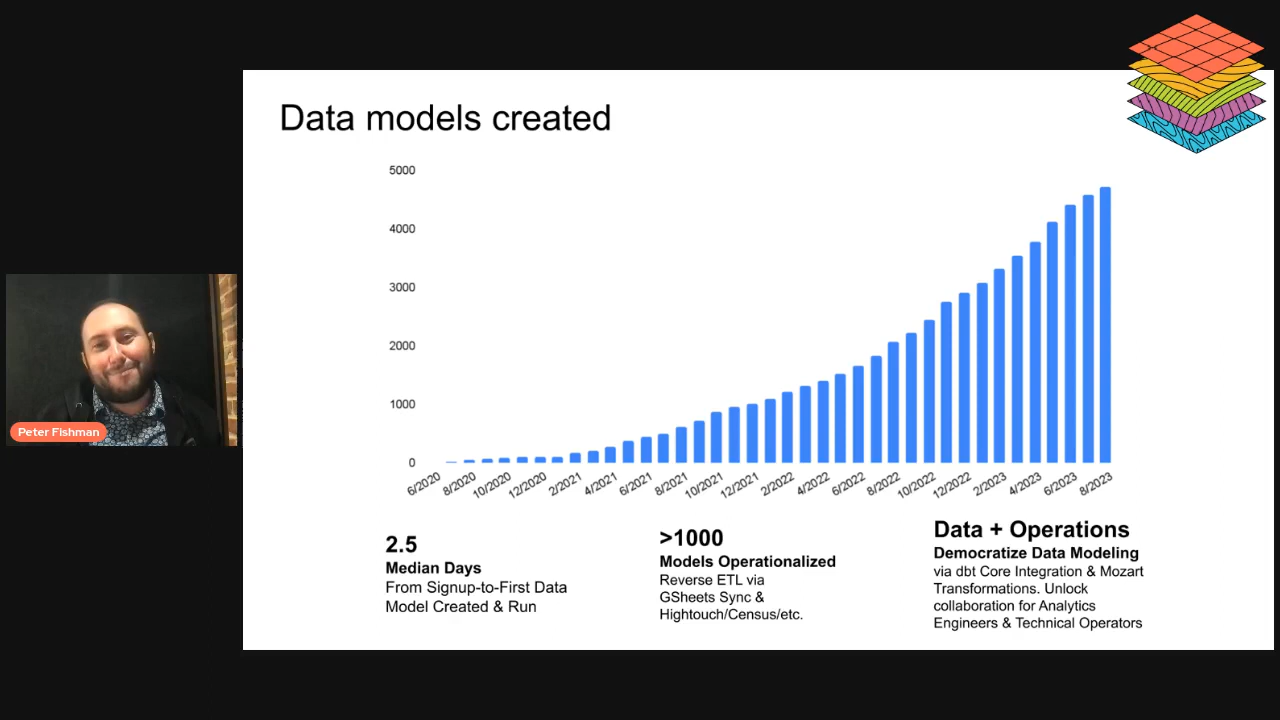 Data models created
5000
4000
3000
2000
1000
0
6/2020
8/2020
10/2020
12/2020
2/2021
4/2021
6/2021
8/2021
10/2021
12/2021
2/2022
4/2022
6/2022
8/2022
10/2022
12/2022
2/2023
4/2023
6/2023
8/2023
2.5
Median Days
From Signup-to-First Data
Model Created & Run
>1000
Models Operationalized
Reverse ETL via
GSheets Sync &
Hightouch/Census/etc.
Data + Operations
Democratize Data Modeling
via dbt Core Integration & Mozart
Transformations. Unlock
collaboration for Analytics
Engineers & Technical Operators
Peter Fishman